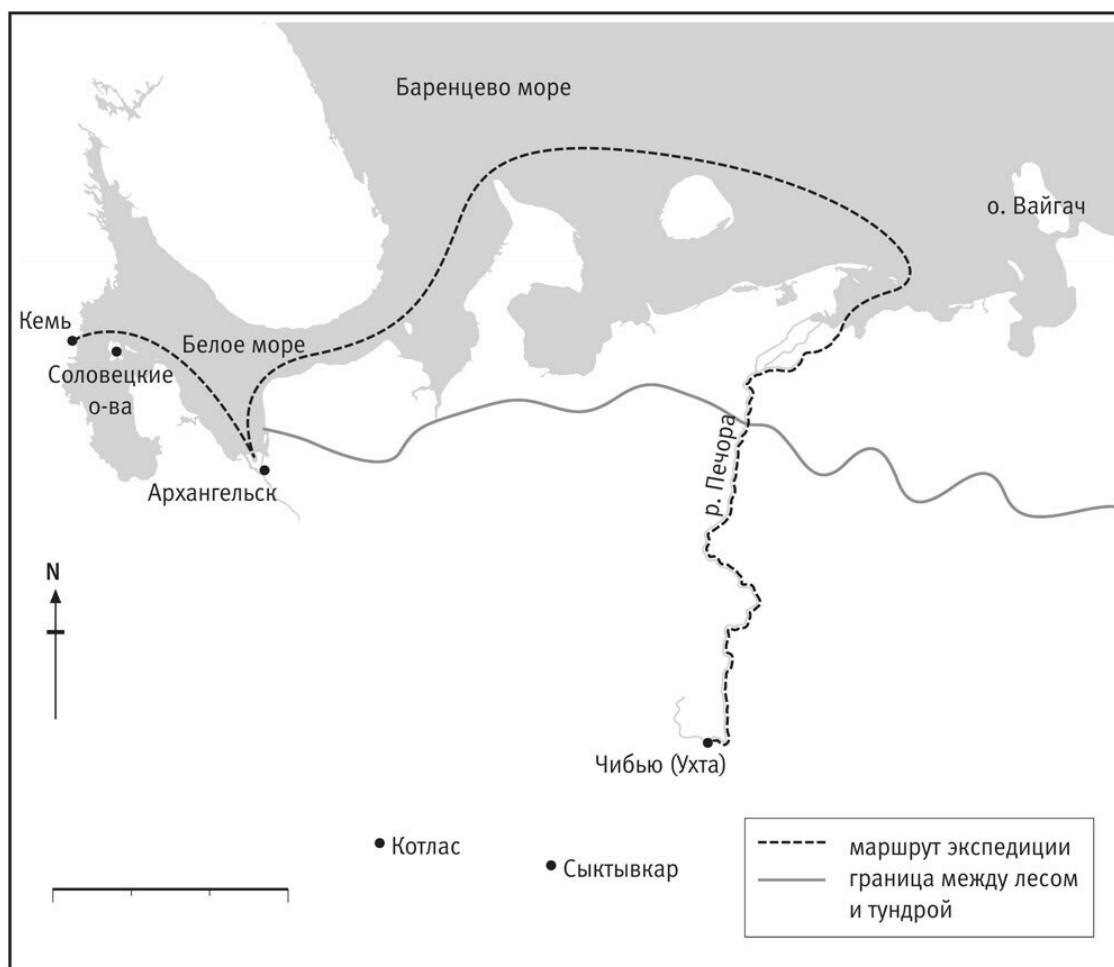 Баренцево море
о. Вайгач
Кемь
Белое море
Соловецкие
о-ва
р. Печора
Архангельск
N
Чибью (Ухта)
Котлас
Сыктывкар
маршрут экспедиции
граница между лесом
и тундрой